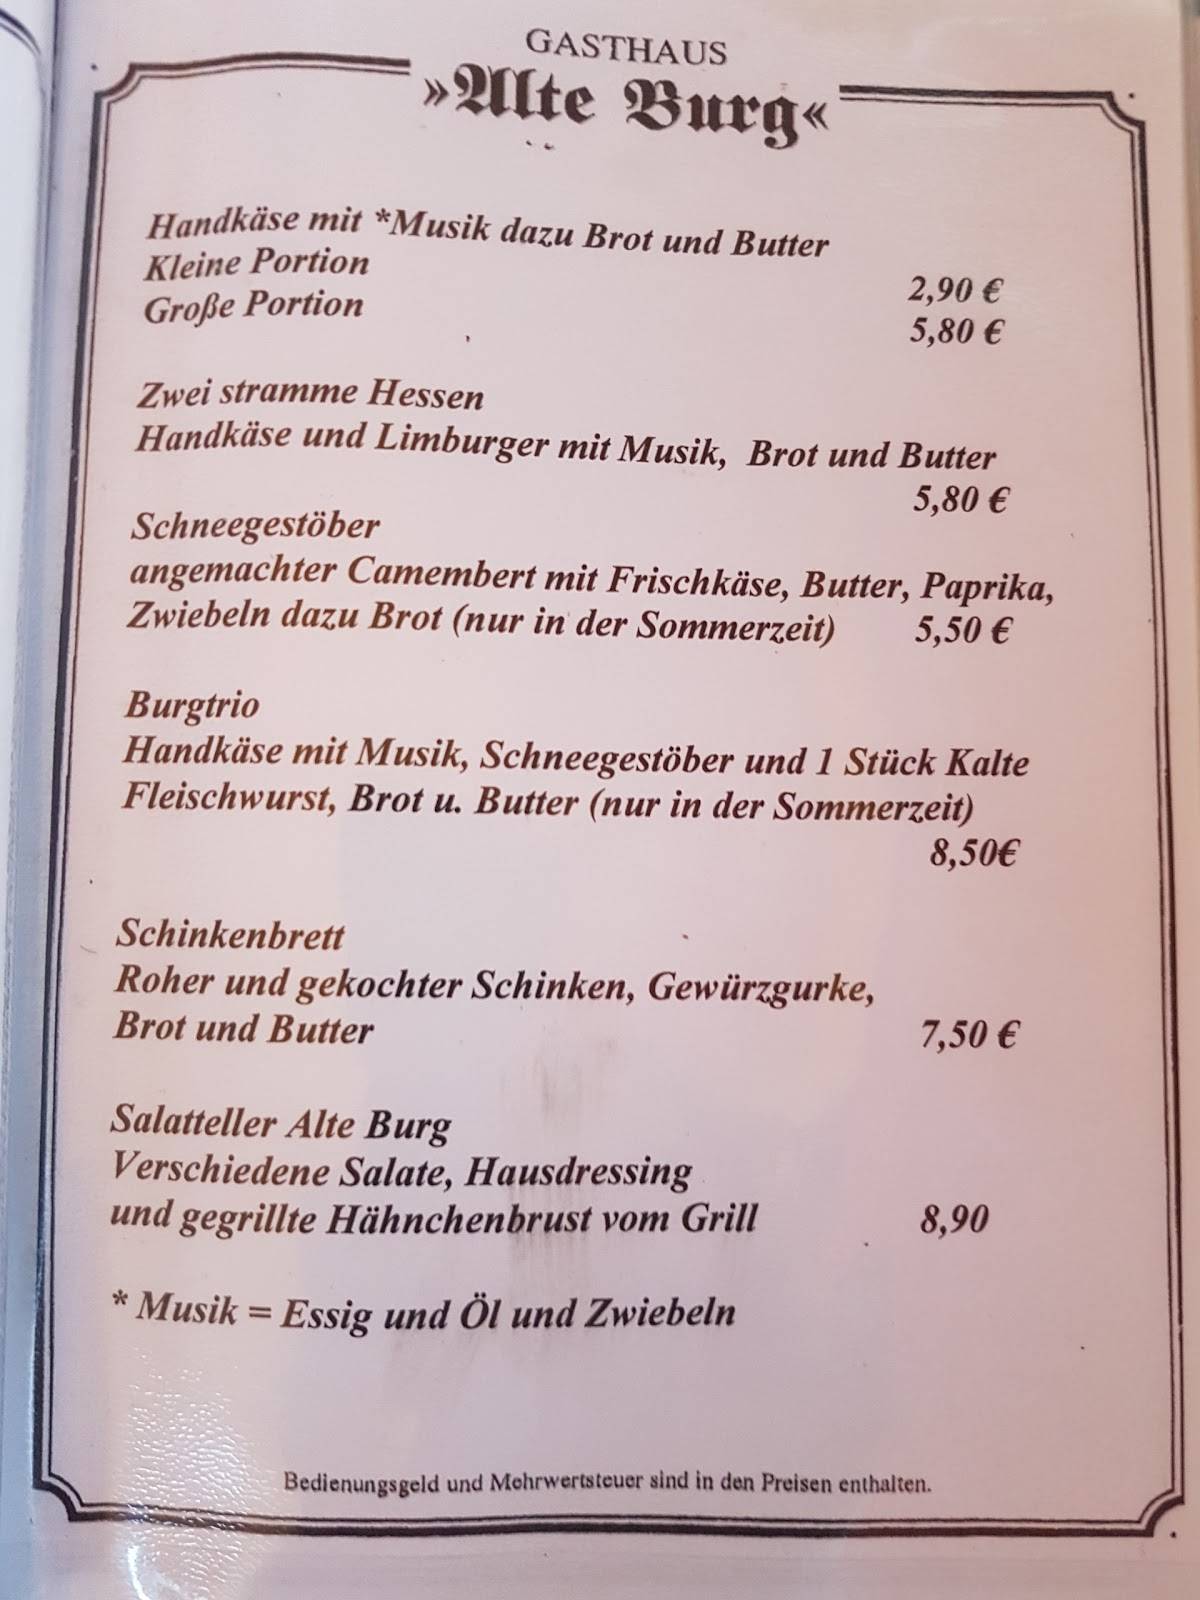 GASTHAUS
»Alte Burg«
Handkäse mit *Musik dazu Brot und Butter
Kleine Portion 2,90 €
Große Portion 5,80 €
Zwei stramme Hessen
Handkäse und Limburger mit Musik, Brot und Butter
5,80 €
Schneegestöber
angemachter Camembert mit Frischkäse, Butter, Paprika,
Zwiebeln dazu Brot (nur in der Sommerzeit) 5,50 €
Burgtrio
Handkäse mit Musik, Schneegestöber und 1 Stück Kalte
Fleischwurst, Brot u. Butter (nur in der Sommerzeit)
8,50€
Schinkenbrett
Roher und gekochter Schinken, Gewürzgurke,
Brot und Butter 7,50 €
Salatteller Alte Burg
Verschiedene Salate, Hausdressing
und gegrillte Hähnchenbrust vom Grill 8,90
* Musik = Essig und Öl und Zwiebeln
Bedienungsgeld und Mehrwertsteuer sind in den Preisen enthalten.